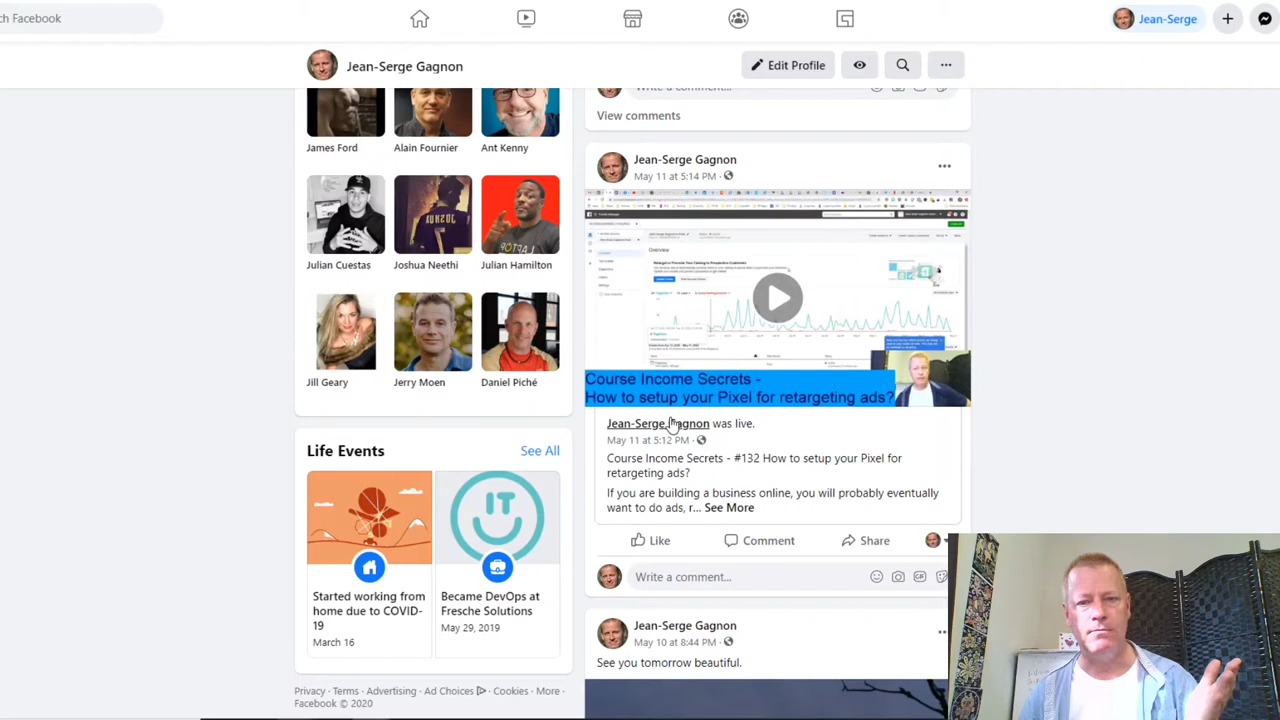 ch Facebook
Jean-Serge
Jean-Serge Gagnon
Edit Profile
James Ford
Alain Fournier
Ant Kenny
Julian Cuestas
Joshua Neethi
Julian Hamilton
Jill Geary
Jerry Moen
Daniel Piché
Life Events
See All
IT
Started working from
home due to COVID-
19
March 16
Became DevOps at
Fresche Solutions
May 29, 2019
Privacy · Terms · Advertising · Ad Choices · Cookies · More ·
Facebook © 2020
View comments
Jean-Serge Gagnon
May 11 at 5:14 PM ·
Overview
Course Income Secrets -
How to setup your Pixel for retargeting ads?
Jean-Serge Gagnon was live.
May 11 at 5:12 PM ·
Course Income Secrets - #132 How to setup your Pixel for
retargeting ads?
If you are building a business online, you will probably eventually
want to do ads, r... See More
Like
Comment
Share
Write a comment...
GIF
Jean-Serge Gagnon
May 10 at 8:44 PM ·
See you tomorrow beautiful.